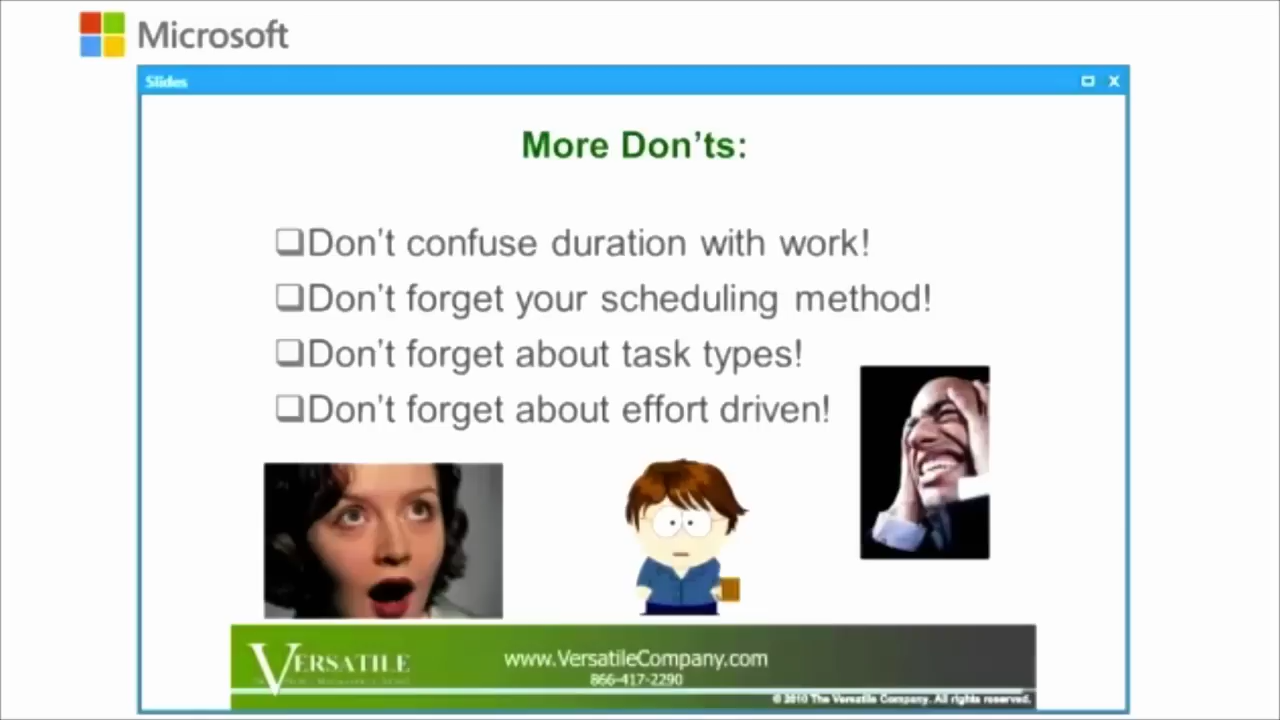 Microsoft
Slides
More Don'ts:
❑Don't confuse duration with work!
❑Don't forget your scheduling method!
❑Don't forget about task types!
❑Don't forget about effort driven!
VERSATILE
www.VersatileCompany.com
866-417-2290
© 2010 The Versatile Company. All rights reserved.